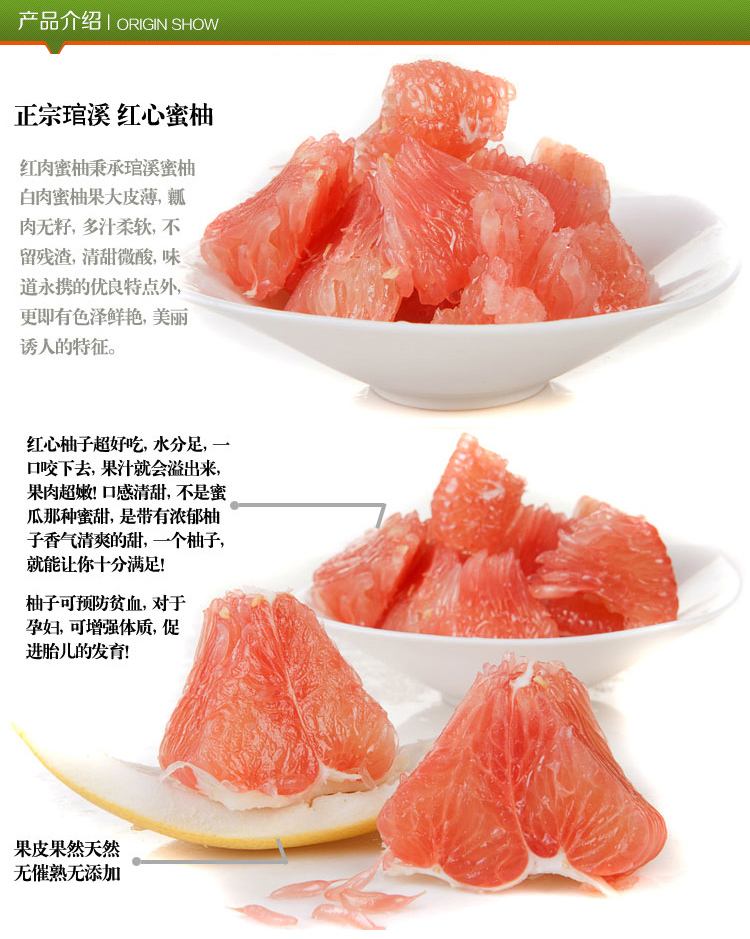 产品介绍 | ORIGIN SHOW
正宗琯溪 红心蜜柚
红肉蜜柚秉承琯溪蜜柚
白肉蜜柚果大皮薄, 瓤
肉无籽, 多汁柔软, 不
留残渣, 清甜微酸, 味
道永携的优良特点外,
更即有色泽鲜艳, 美丽
诱人的特征。
红心柚子超好吃, 水分足, 一
口咬下去, 果汁就会溢出来,
果肉超嫩! 口感清甜, 不是蜜
瓜那种蜜甜, 是带有浓郁柚
子香气清爽的甜, 一个柚子,
就能让你十分满足!
柚子可预防贫血, 对于
孕妇, 可增强体质, 促
进胎儿的发育!
果皮果然天然
无催熟无添加